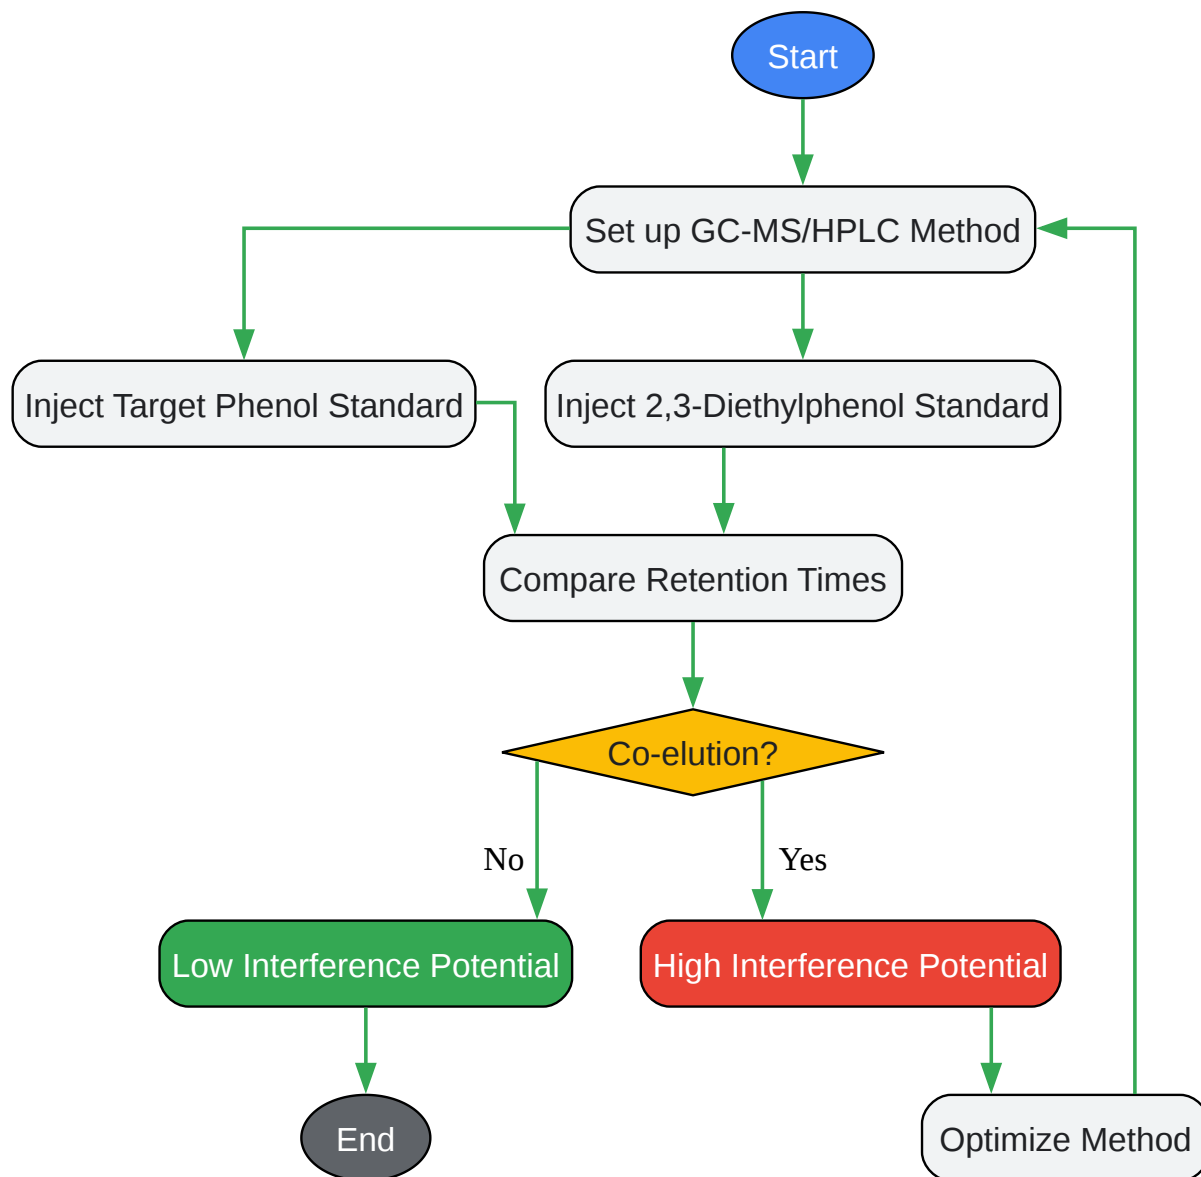 Start
Set up GC-MS/HPLC Method
Inject Target Phenol Standard
Inject 2,3-Diethylphenol Standard
Compare Retention Times
Co-elution?
No
Yes
Low Interference Potential
High Interference Potential
End
Optimize Method